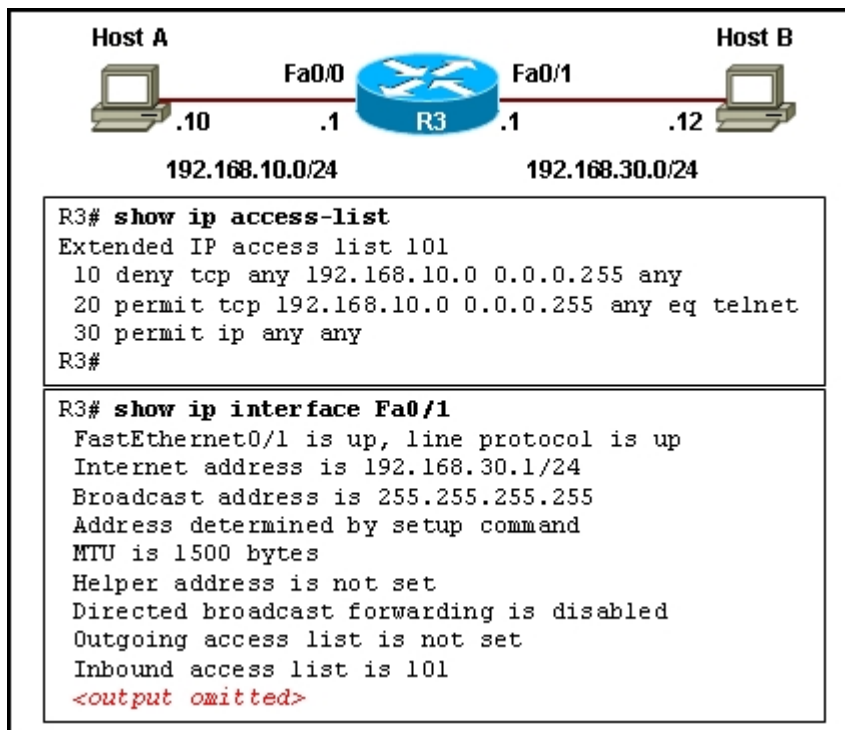 Host A
Host B
Fa0/0
Fa0/1
.10
.1
R3
.1
.12
192.168.10.0/24
192.168.30.0/24
R3# show ip access-list
Extended IP access list 101
10 deny tcp any 192.168.10.0 0.0.0.255 any
20 permit tcp 192.168.10.0 0.0.0.255 any eq telnet
30 permit ip any any
R3#
R3# show ip interface Fa0/1
FastEthernet0/1 is up, line protocol is up
Internet address is 192.168.30.1/24
Broadcast address is 255.255.255.255
Address determined by setup command
MTU is 1500 bytes
Helper address is not set
Directed broadcast forwarding is disabled
Outgoing access list is not set
Inbound access list is 101
<output omitted>